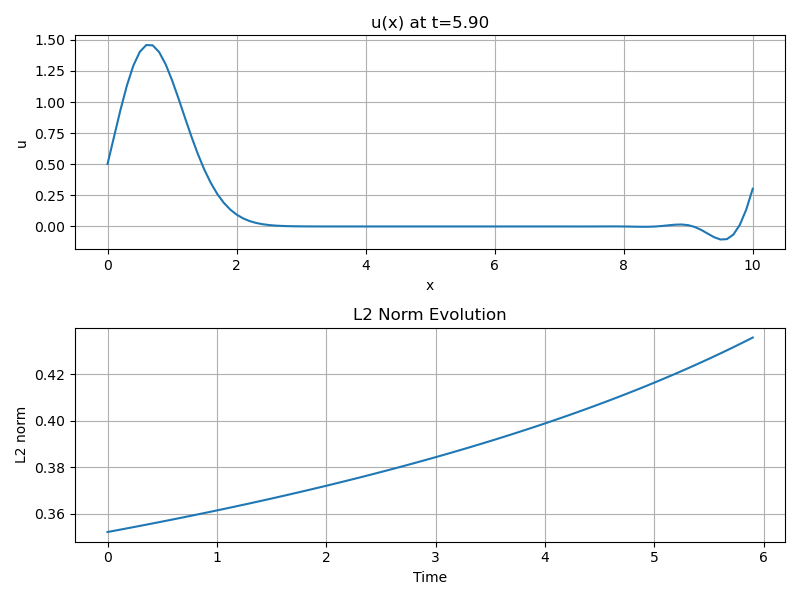 u(x) at t=5.90
1.50
1.25
1.00
0.75
0.50
0.25
0.00
u
0 2 4 6 8 10
x
L2 Norm Evolution
0.42
0.40
0.38
0.36
L2 norm
0 1 2 3 4 5 6
Time